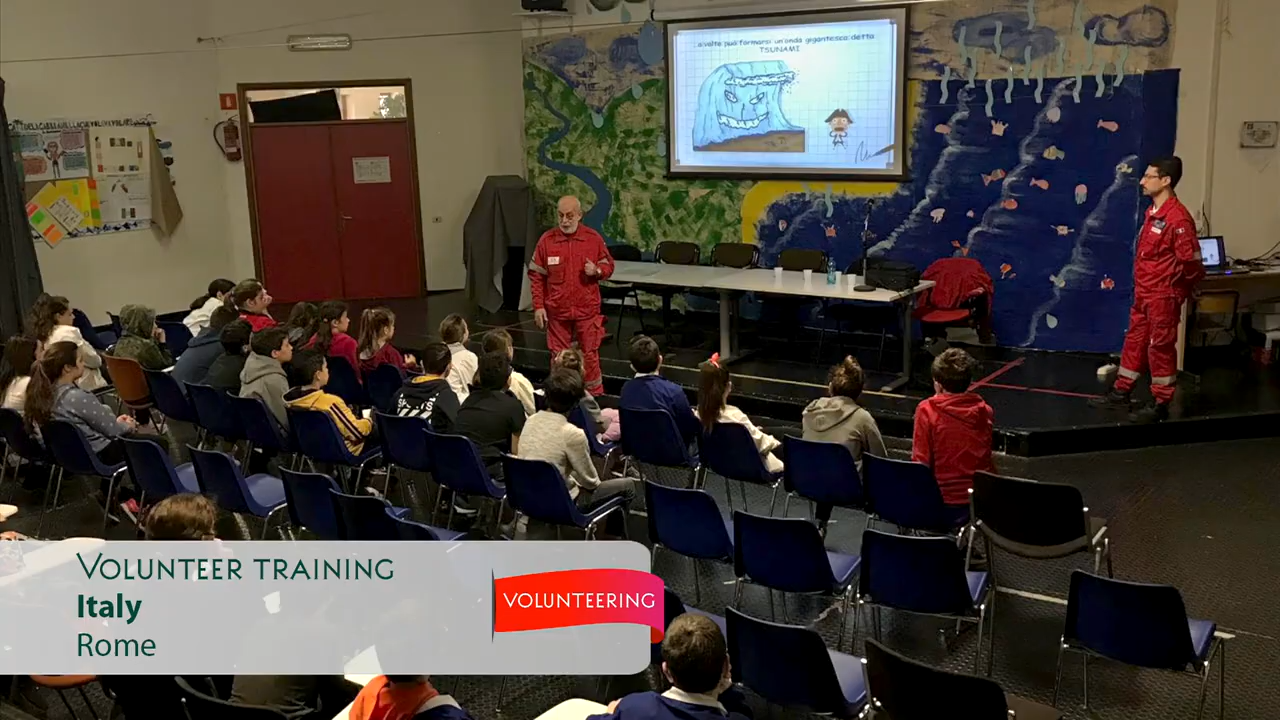 ..a volte può formarsi un'onda gigantesca: detta
TSUNAMI
VOLUNTEER TRAINING
Italy
Rome
VOLUNTEERING